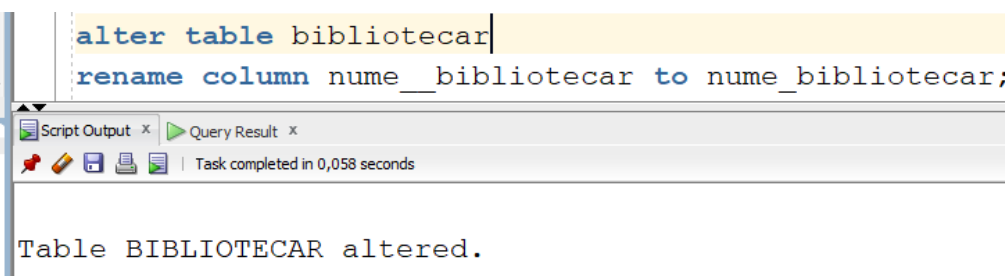 alter table bibliotecar
rename column nume__bibliotecar to nume_bibliotecar;
Script Output x Query Result x
Task completed in 0,058 seconds
Table BIBLIOTECAR altered.